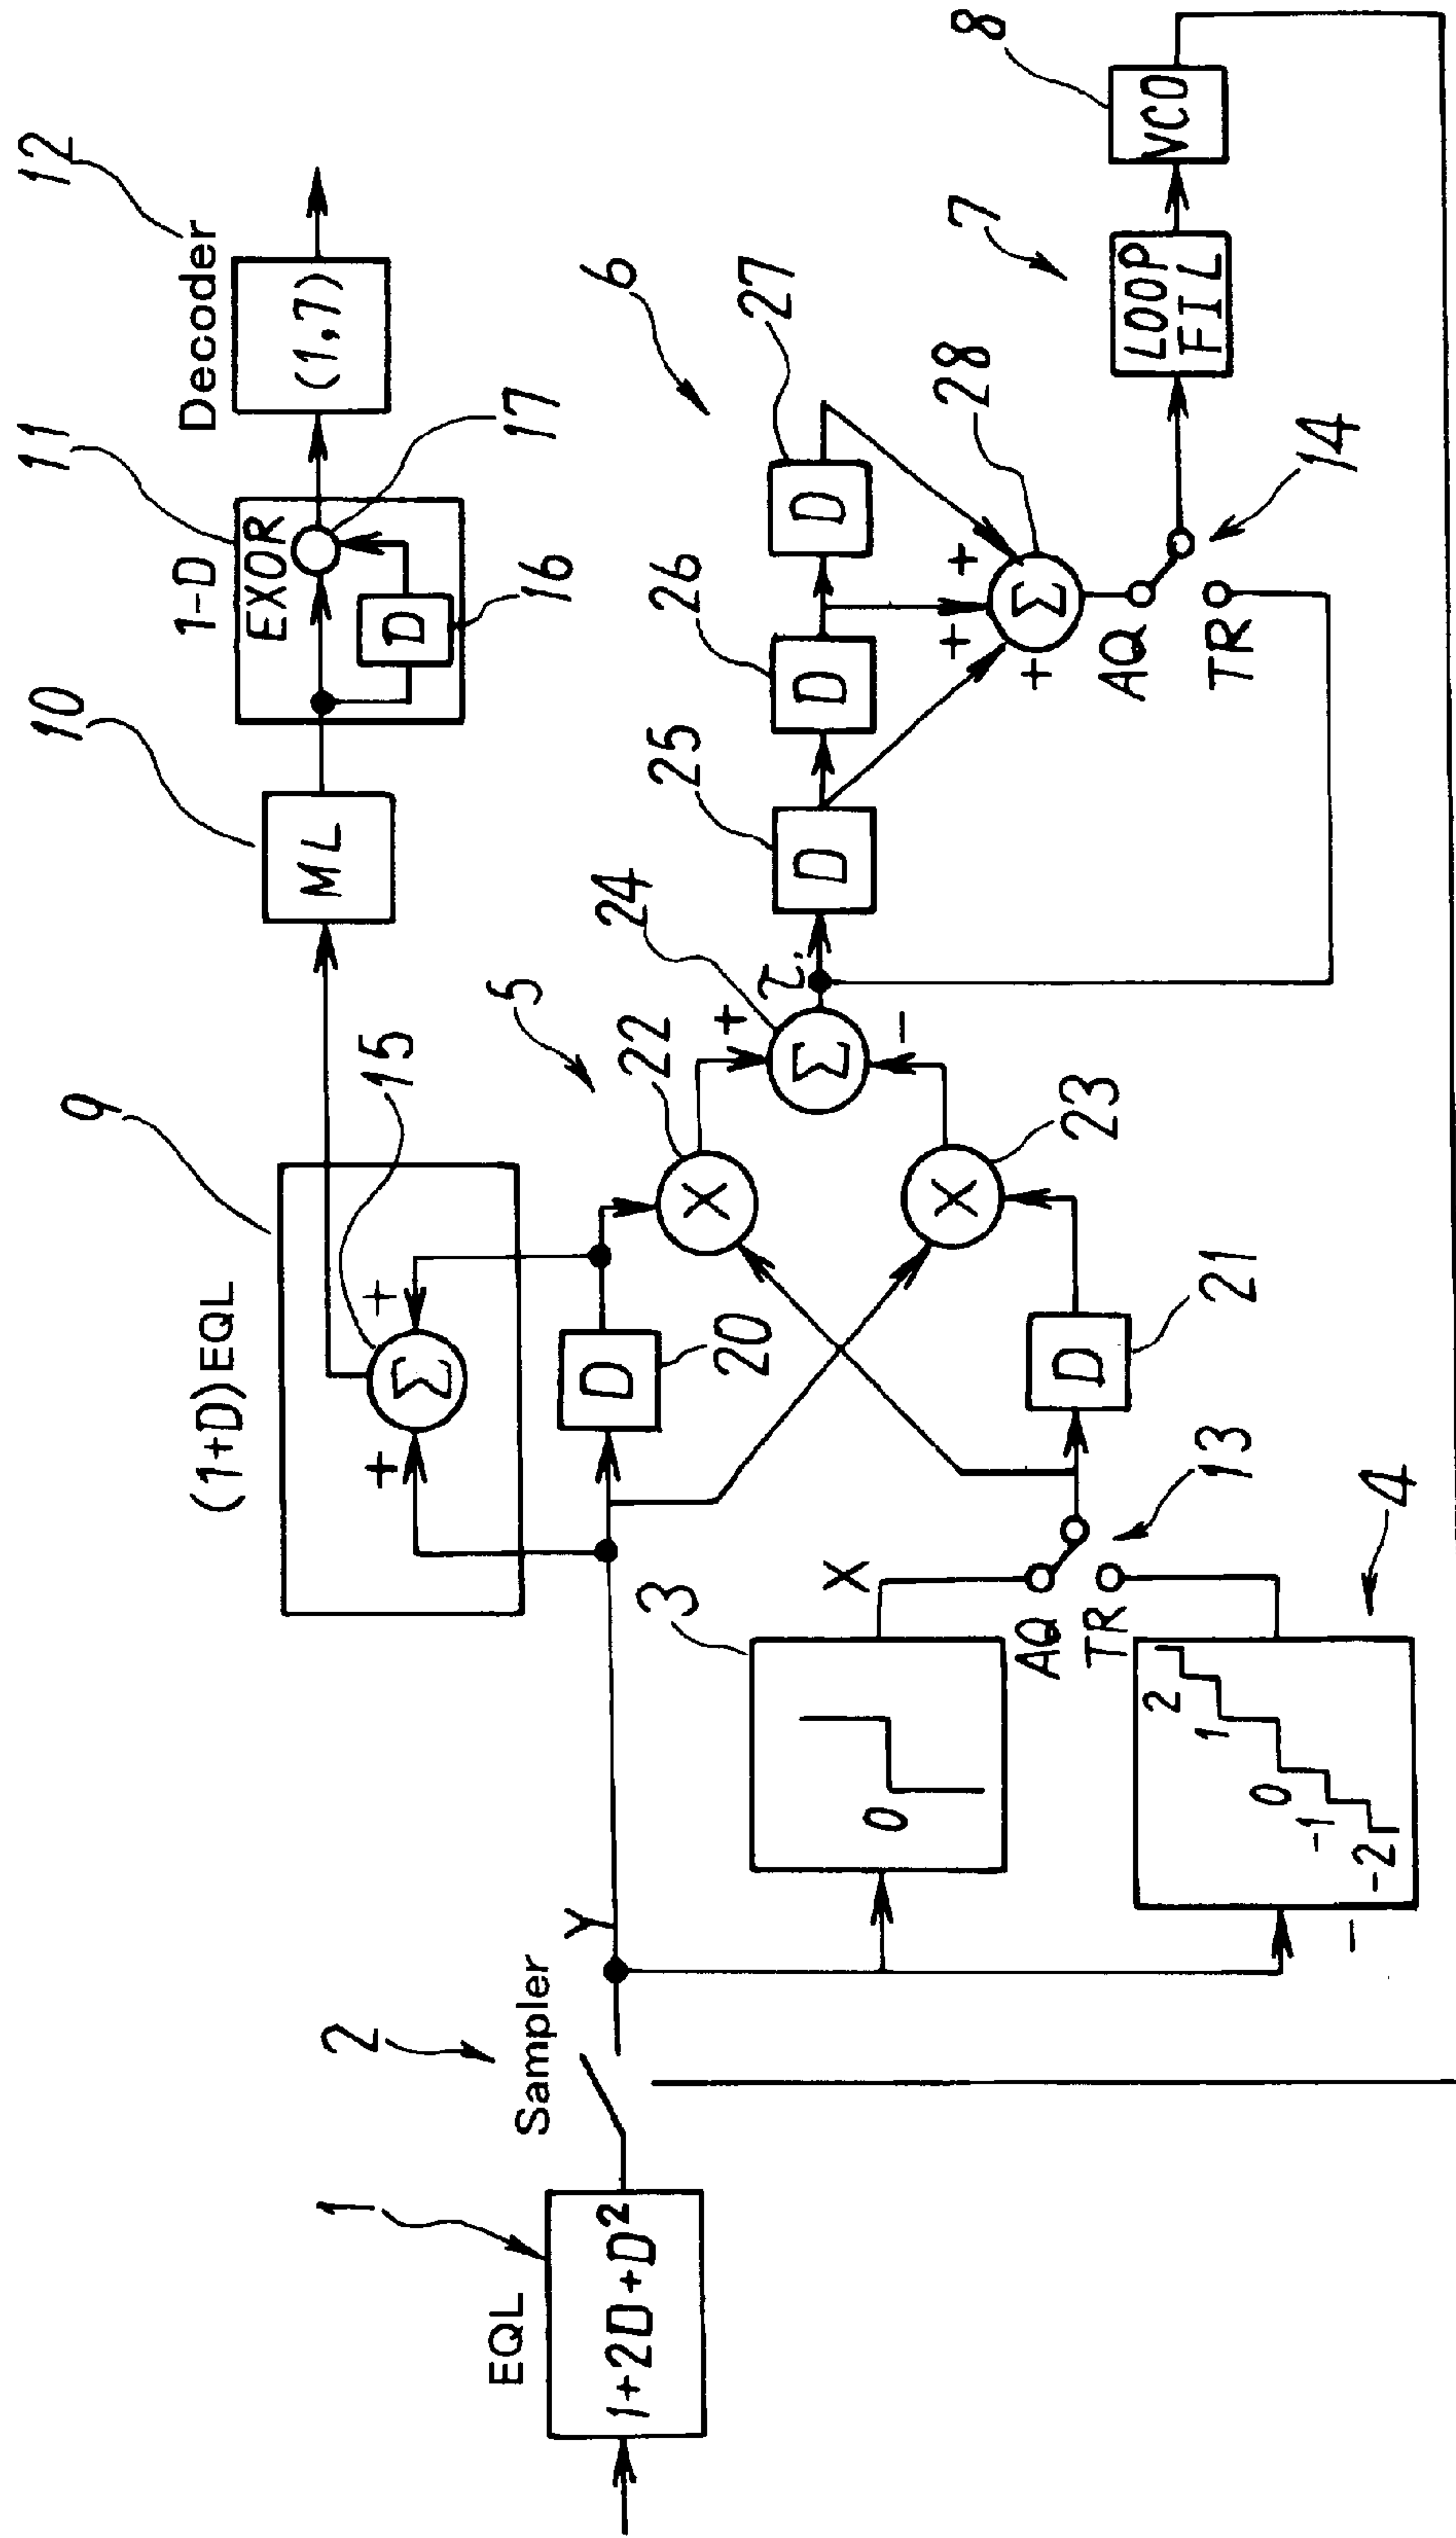 1
EQL
1+2D+D²
2
Sampler
Y
9
(1+D)EQL
15
+
+
Σ
10
ML
11
1-D
EXOR
17
D
16
12
Decoder
(1,7)
3
0
X
AQ
TR
13
4
2
1
0
-1
-2
-
D
20
D
21
5
22
X
23
X
24
+
Σ
-
τ
6
25
D
26
D
27
D
28
+
+
+
Σ
AQ
TR
14
7
LOOP
FIL
8
VCO